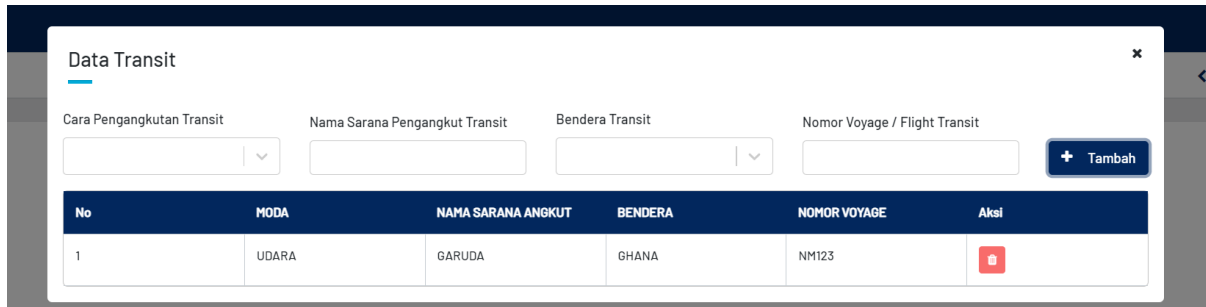 Data Transit
Cara Pengangkutan Transit
Nama Sarana Pengangkut Transit
Bendera Transit
Nomor Voyage / Flight Transit
+ Tambah
No MODA NAMA SARANA ANGKUT BENDERA NOMOR VOYAGE Aksi
1 UDARA GARUDA GHANA NM123